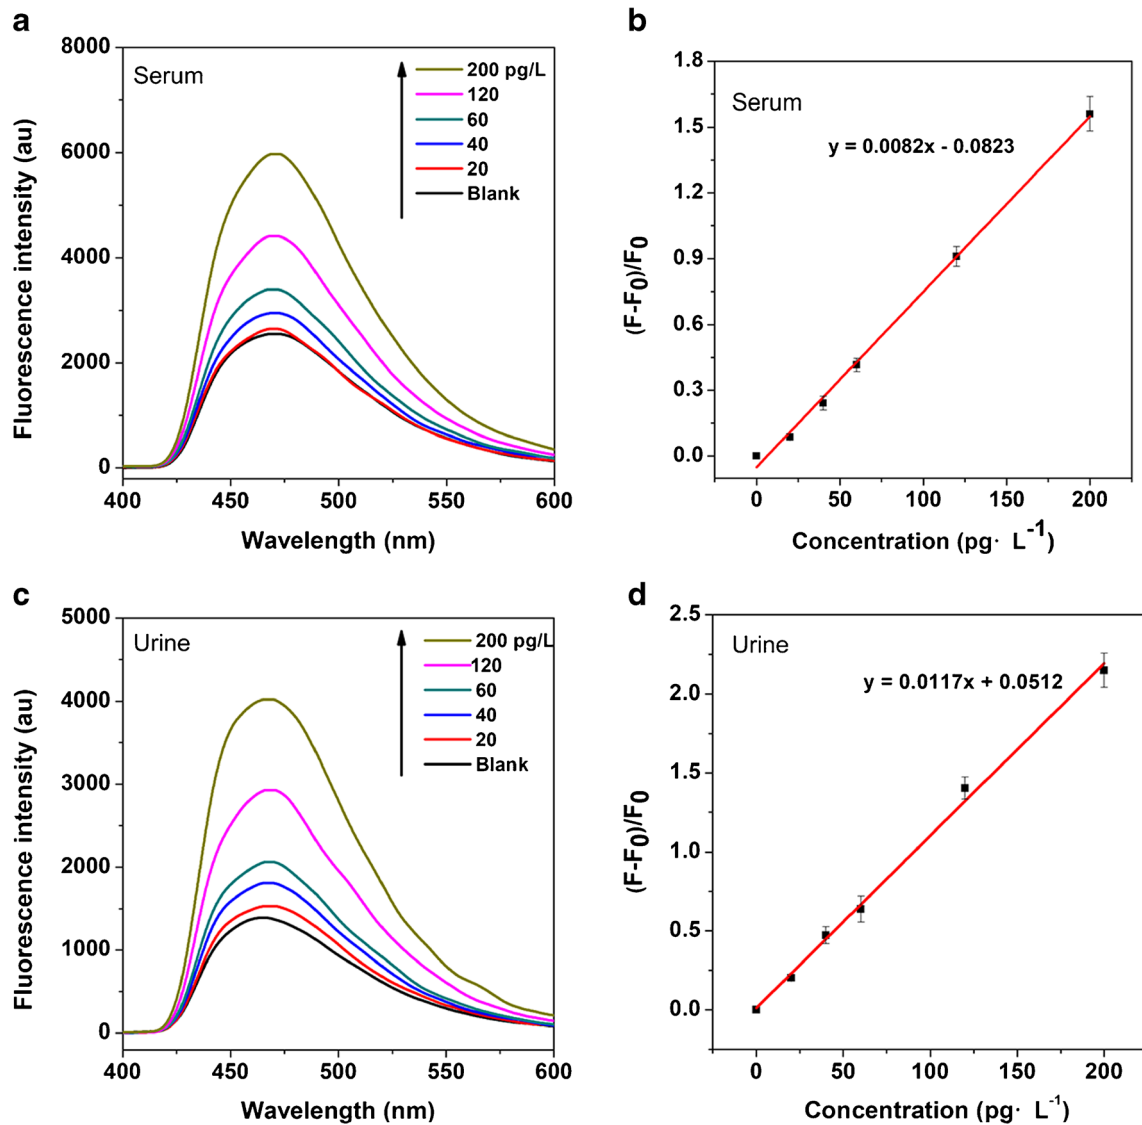 a
Serum
8000
6000
4000
2000
0
400
450
500
550
600
Fluorescence intensity (au)
Wavelength (nm)
200 pg/L
120
60
40
20
Blank
b
Serum
y = 0.0082x - 0.0823
1.8
1.5
1.2
0.9
0.6
0.3
0.0
0
50
100
150
200
(F-F0)/F0
Concentration (pg· L-1)
c
Urine
5000
4000
3000
2000
1000
0
400
450
500
550
600
Fluorescence intensity (au)
Wavelength (nm)
200 pg/L
120
60
40
20
Blank
d
Urine
y = 0.0117x + 0.0512
2.5
2.0
1.5
1.0
0.5
0.0
0
50
100
150
200
(F-F0)/F0
Concentration (pg· L-1)